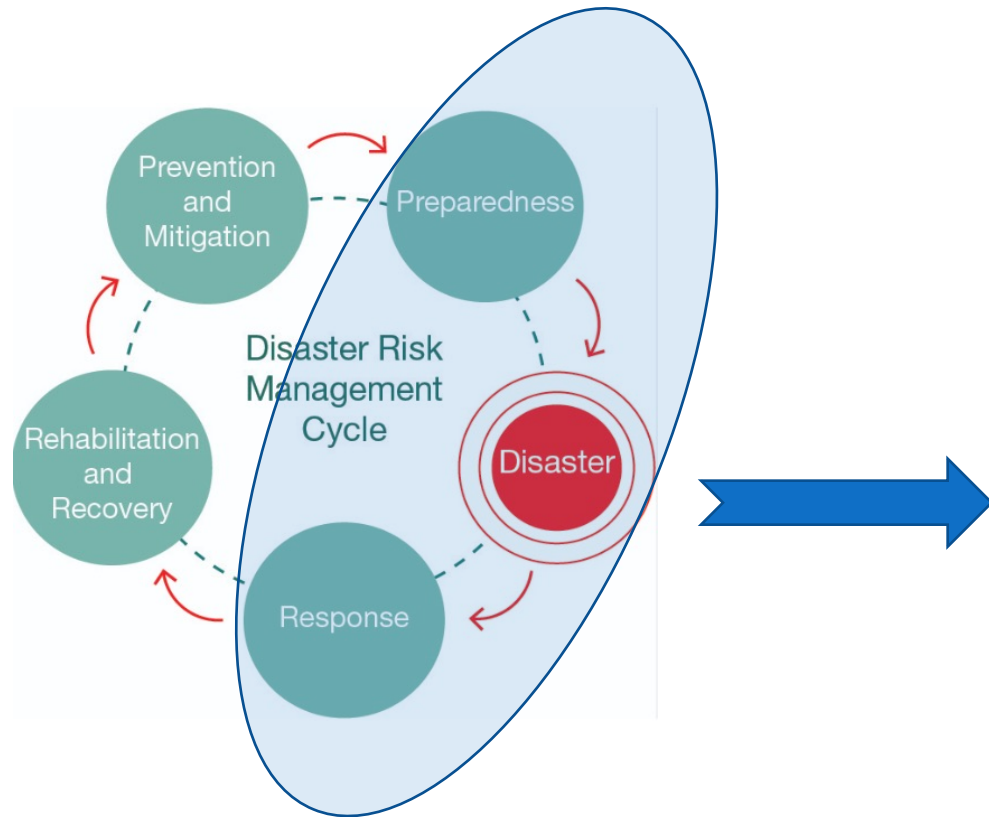 Prevention
and
Mitigation
Preparedness
Disaster Risk
Management
Cycle
Rehabilitation
and
Recovery
Disaster
Response